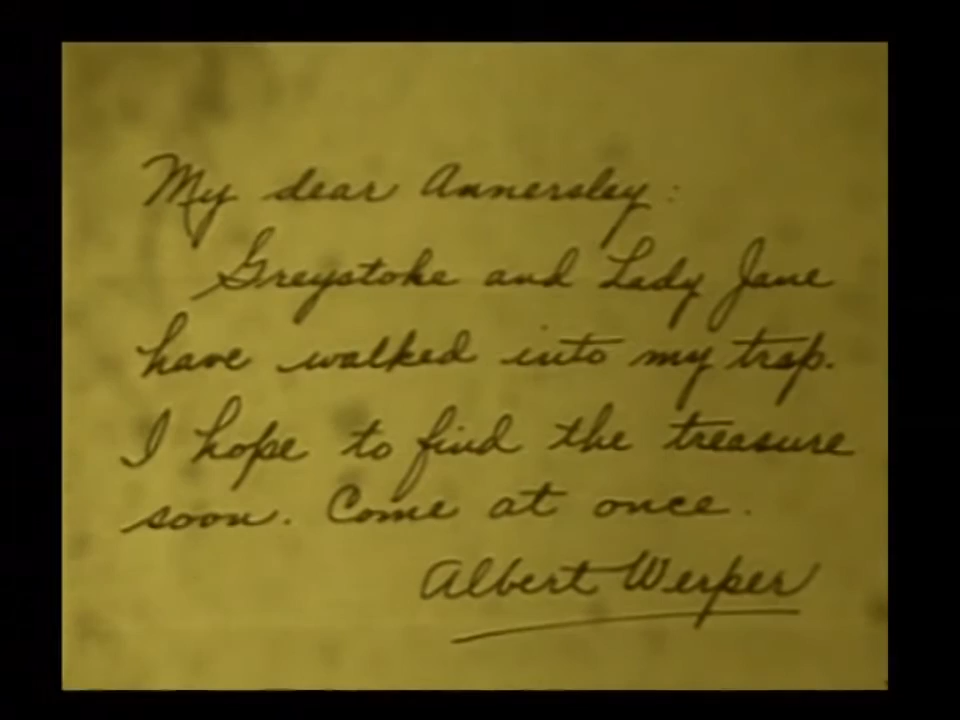 My dear Annersley:
Greystoke and Lady Jane
have walked into my trap.
I hope to find the treasure
soon. Come at once.
Albert Werper